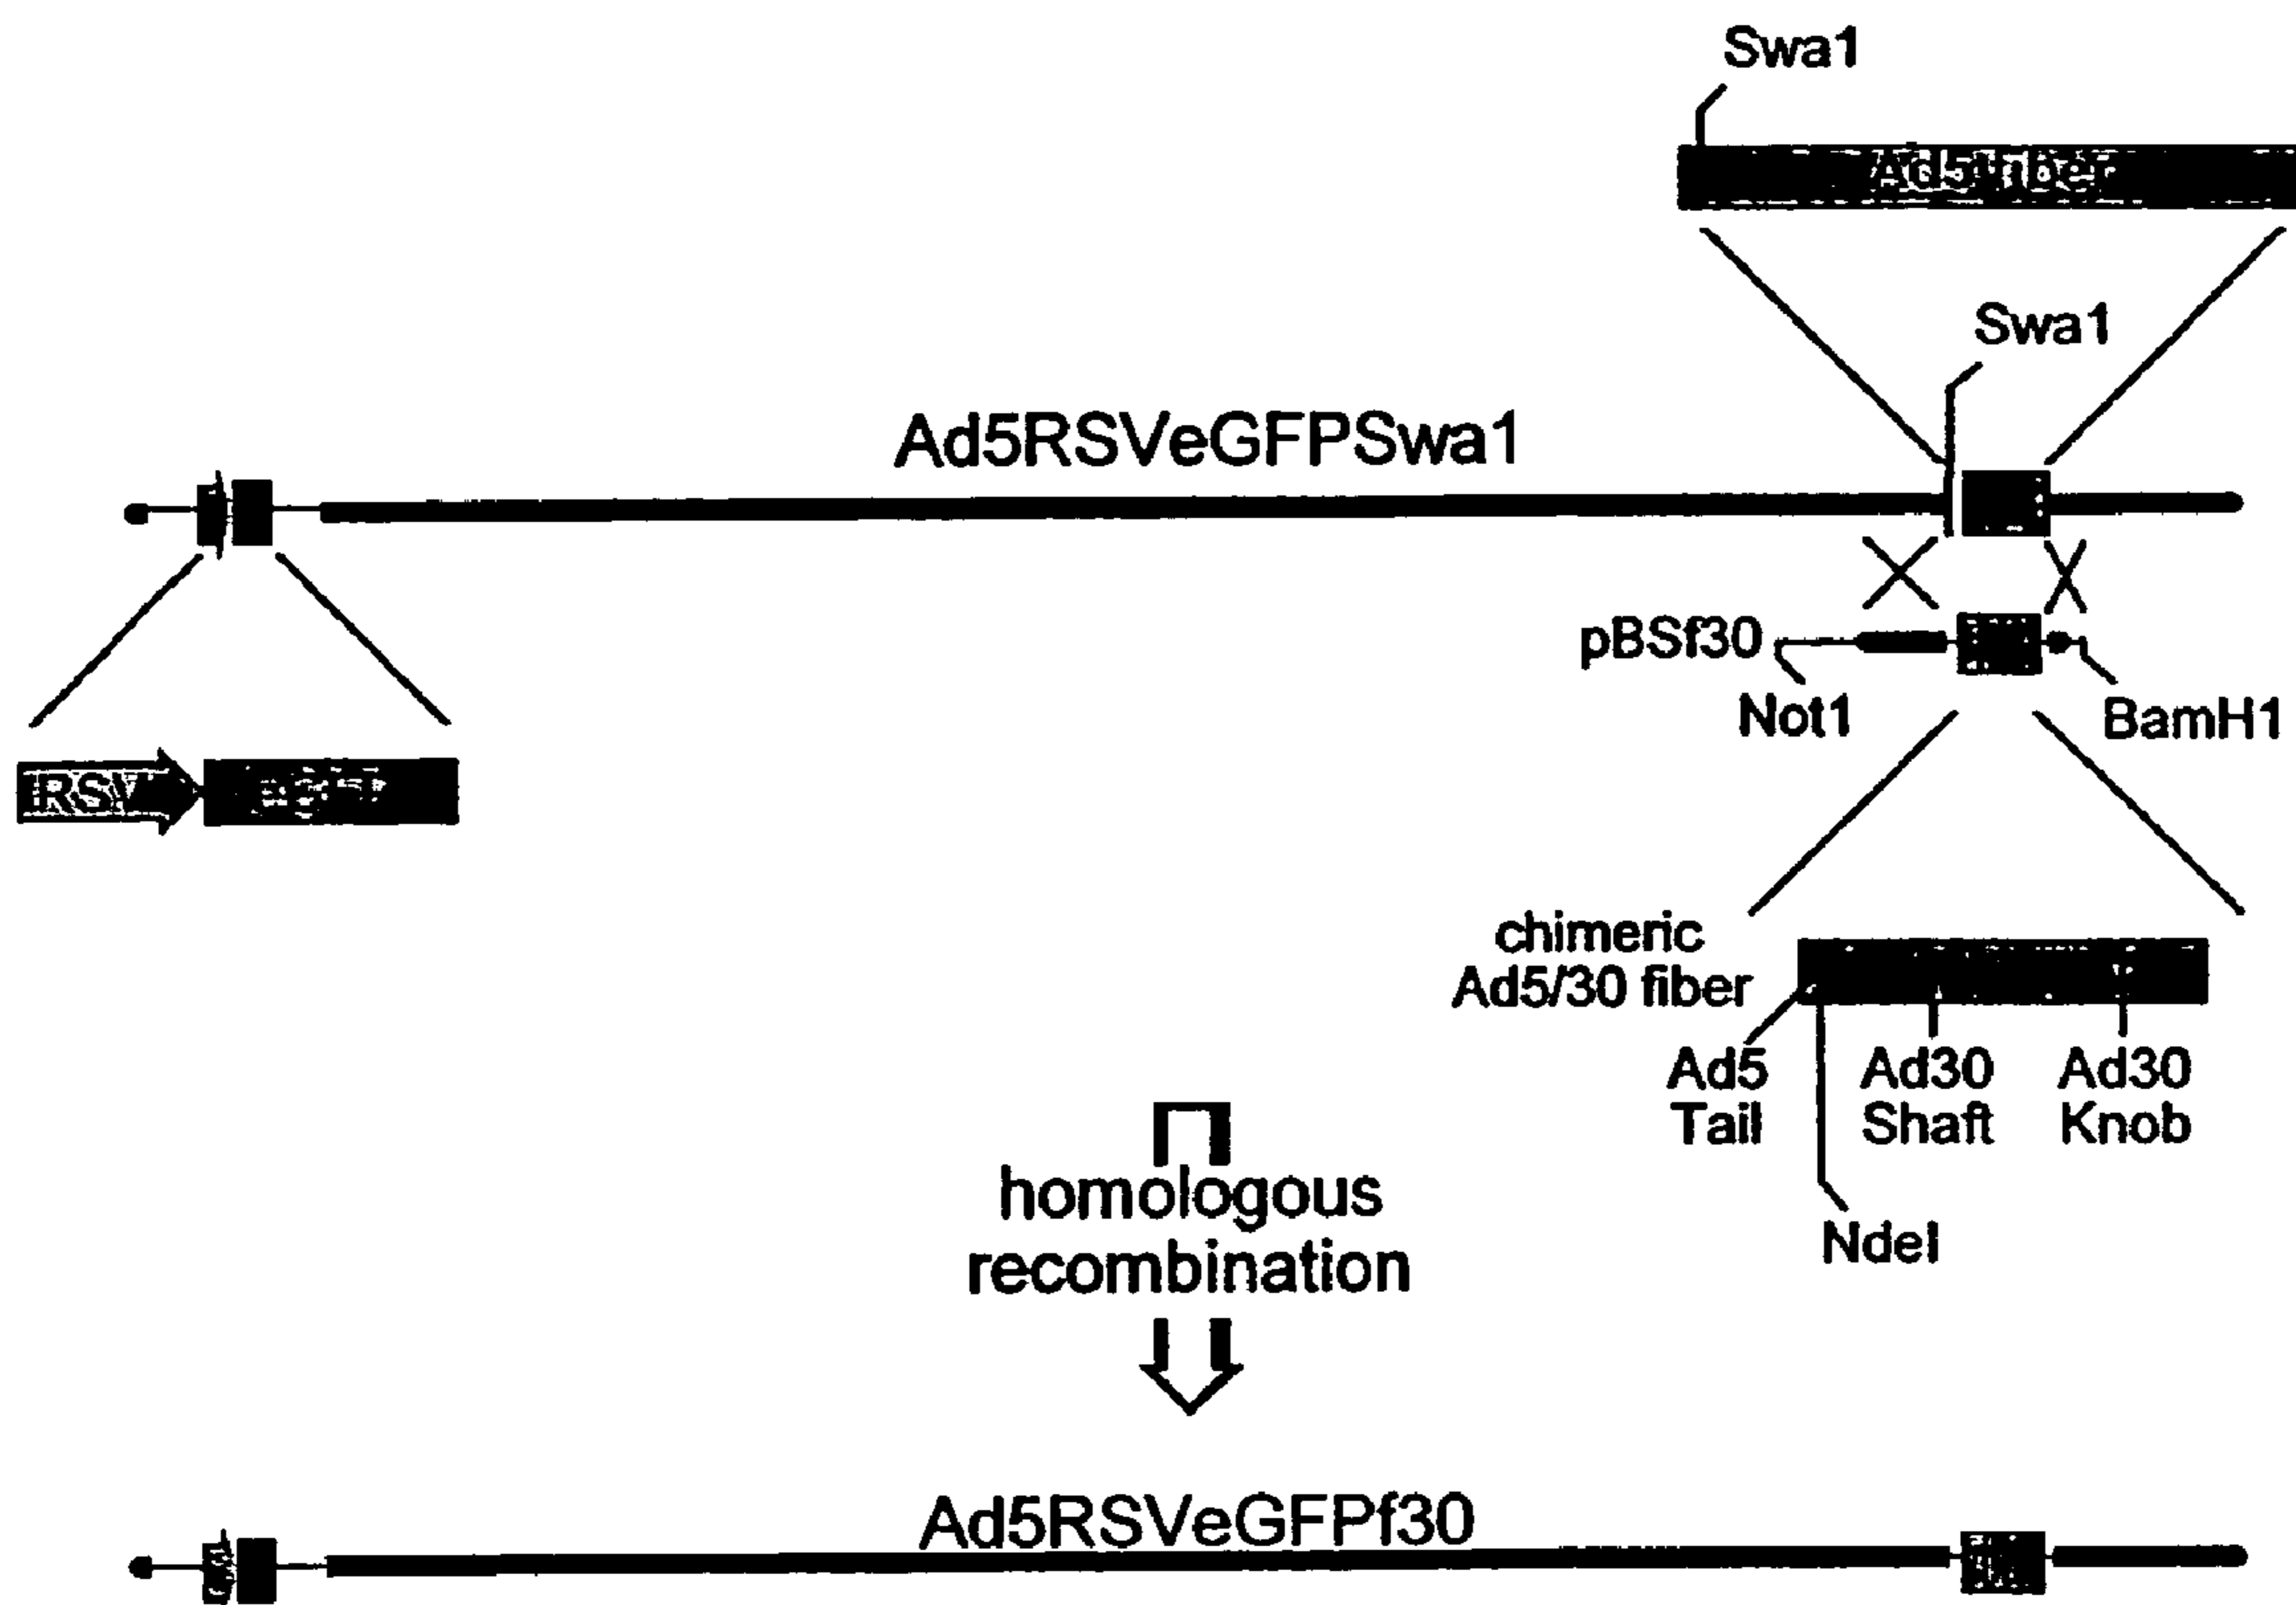 Swa1
Ad5 fiber
Swa1
Ad5RSVeGFPSwa1
pBSf30
Not1
BamH1
RSV
chimeric
Ad5/30 fiber
Ad5
Tail
Ad30
Shaft
Ad30
Knob
NdeI
homologous
recombination
Ad5RSVeGFPf30